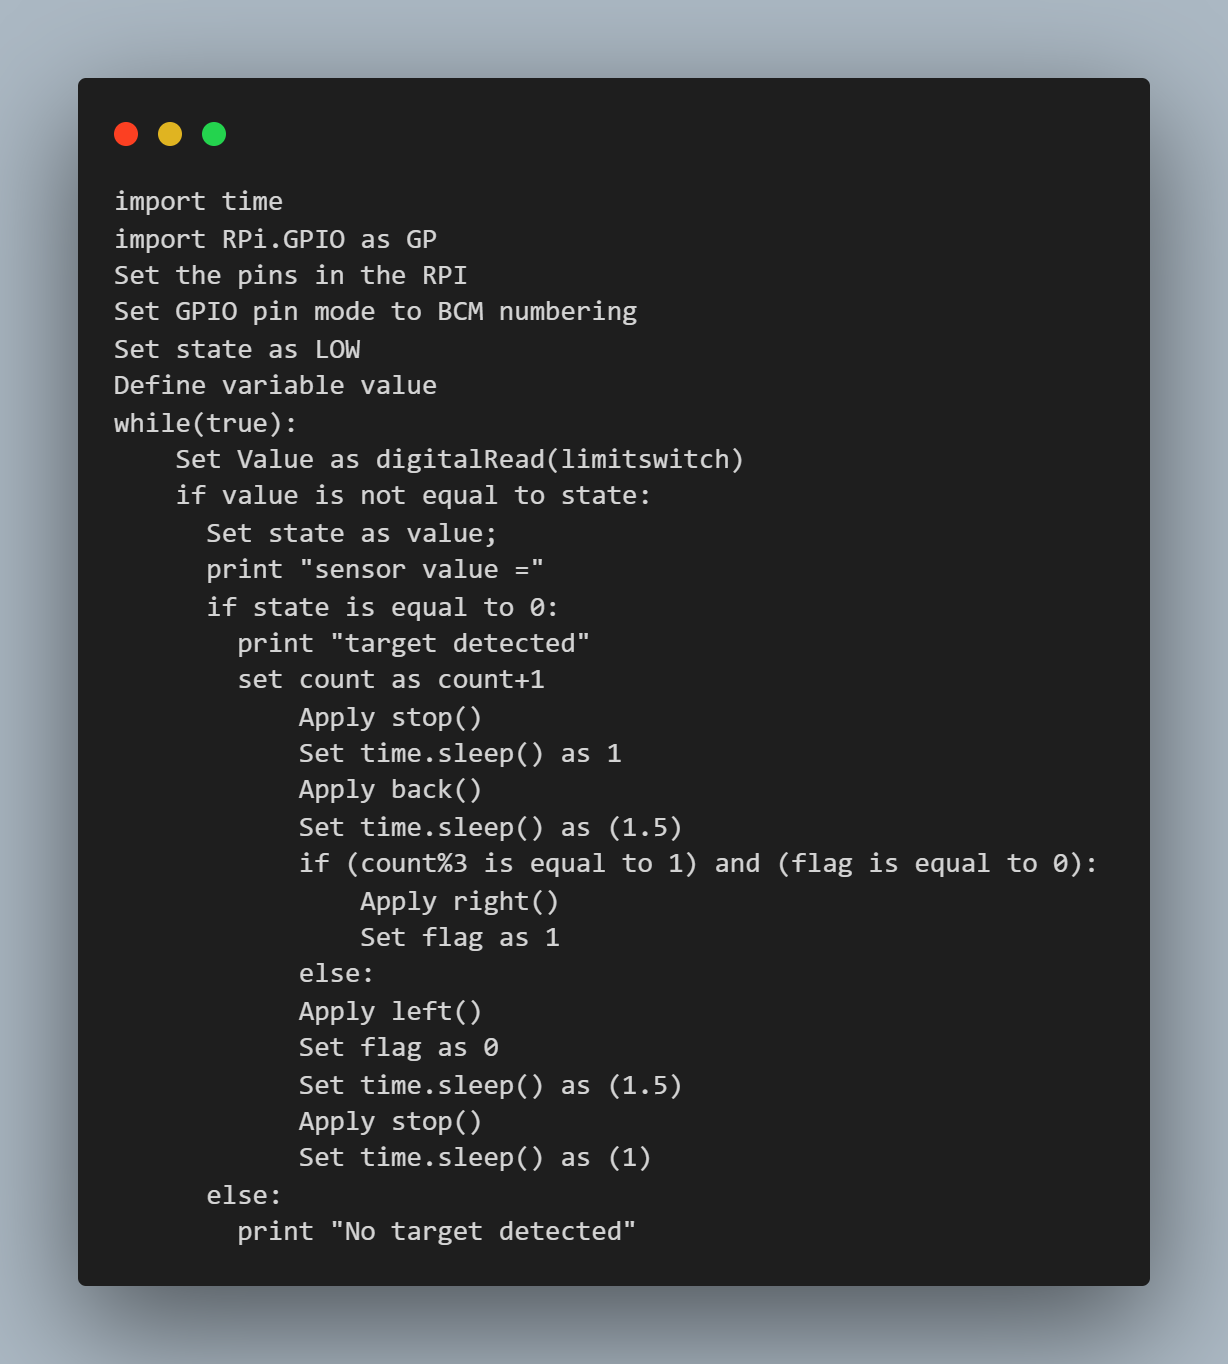 import time
import RPi.GPIO as GP
Set the pins in the RPI
Set GPIO pin mode to BCM numbering
Set state as LOW
Define variable value
while(true):
    Set Value as digitalRead(limitswitch)
    if value is not equal to state:
      Set state as value;
      print "sensor value ="
      if state is equal to 0:
        print "target detected"
        set count as count+1
            Apply stop()
            Set time.sleep() as 1
            Apply back()
            Set time.sleep() as (1.5)
            if (count%3 is equal to 1) and (flag is equal to 0):
                Apply right()
                Set flag as 1
            else:
            Apply left()
            Set flag as 0
            Set time.sleep() as (1.5)
            Apply stop()
            Set time.sleep() as (1)
      else:
        print "No target detected"